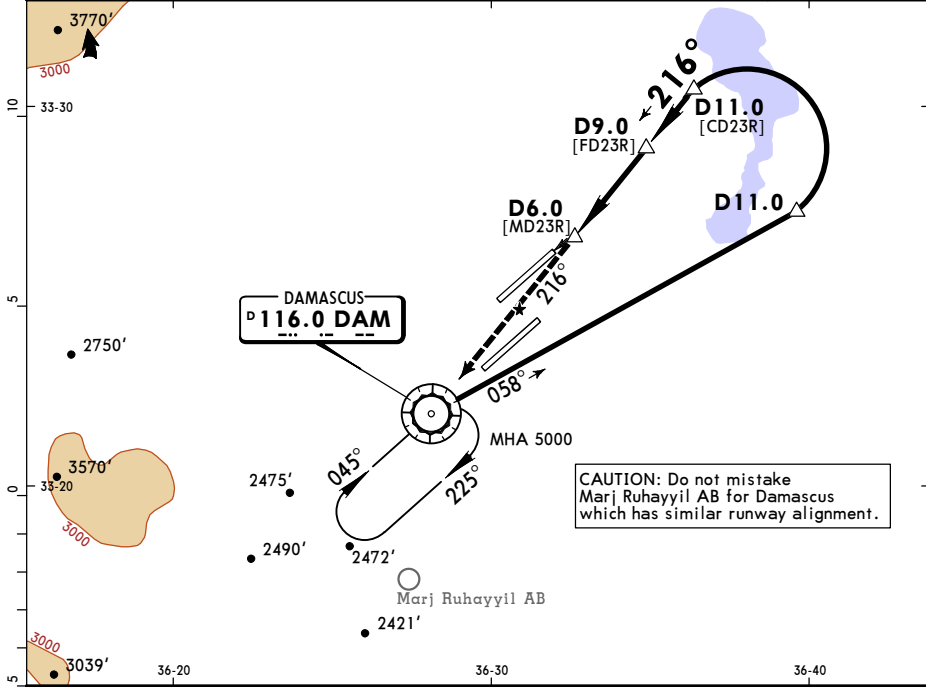 3770'
3000
33-30
10
216°
D11.0
[CD23R]
D9.0
[FD23R]
D6.0
[MD23R]
D11.0
216°
DAMASCUS
D 116.0 DAM
058°
5
2750'
MHA 5000
045°
225°
3570'
33-20
0
3000
2475'
2490'
2472'
CAUTION: Do not mistake
Marj Ruhayyil AB for Damascus
which has similar runway alignment.
Marj Ruhayyil AB
2421'
3000
3039'
5
36-20
36-30
36-40